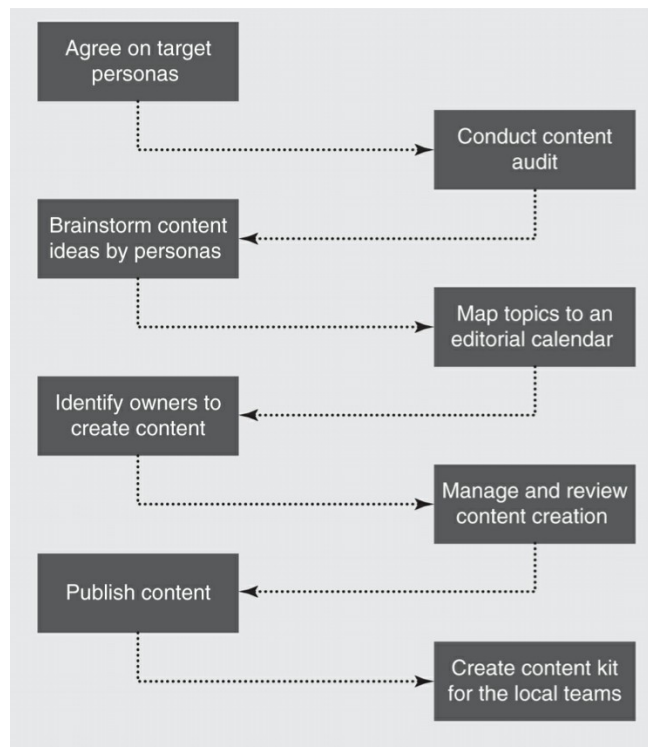 Agree on target
personas
Conduct content
audit
Brainstorm content
ideas by personas
Map topics to an
editorial calendar
Identify owners to
create content
Manage and review
content creation
Publish content
Create content kit
for the local teams